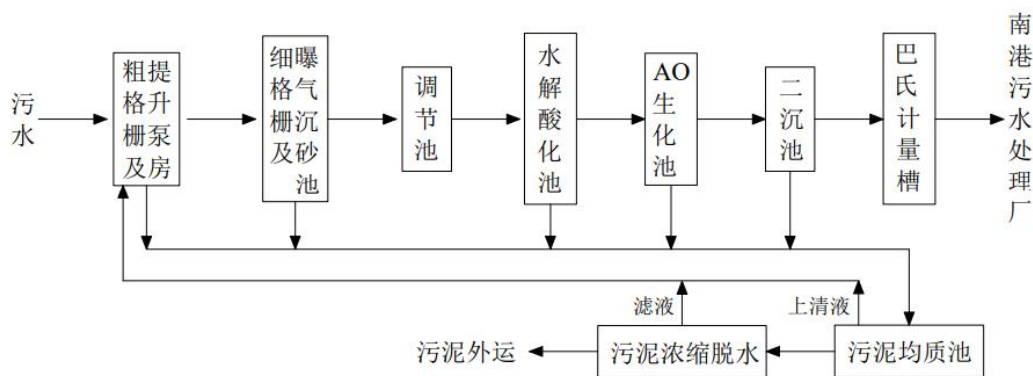 污水
粗格栅及提升泵房
细格栅及曝气沉砂池
调节池
水解酸化池
AO生化池
二沉池
巴氏计量槽
南港污水处理厂
滤液
上清液
污泥外运
污泥浓缩脱水
污泥均质池